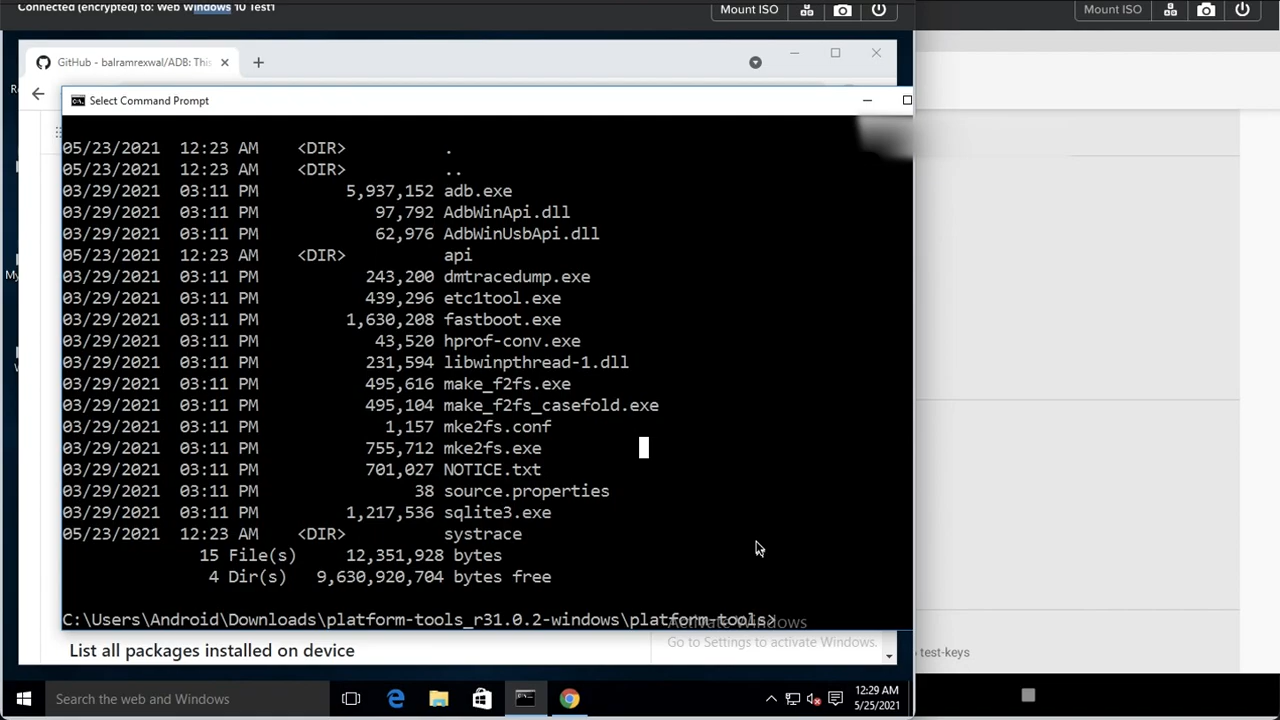 Connected (encrypted) to: Web Windows 10 Test1
Mount ISO
Mount ISO
GitHub - balramrexwal/ADB: This
Select Command Prompt
05/23/2021 12:23 AM <DIR> .
05/23/2021 12:23 AM <DIR> ..
03/29/2021 03:11 PM 5,937,152 adb.exe
03/29/2021 03:11 PM 97,792 AdbWinApi.dll
03/29/2021 03:11 PM 62,976 AdbWinUsbApi.dll
05/23/2021 12:23 AM <DIR> api
03/29/2021 03:11 PM 243,200 dmtracedump.exe
03/29/2021 03:11 PM 439,296 etc1tool.exe
03/29/2021 03:11 PM 1,630,208 fastboot.exe
03/29/2021 03:11 PM 43,520 hprof-conv.exe
03/29/2021 03:11 PM 231,594 libwinpthread-1.dll
03/29/2021 03:11 PM 495,616 make_f2fs.exe
03/29/2021 03:11 PM 495,104 make_f2fs_casefold.exe
03/29/2021 03:11 PM 1,157 mke2fs.conf
03/29/2021 03:11 PM 755,712 mke2fs.exe
03/29/2021 03:11 PM 701,027 NOTICE.txt
03/29/2021 03:11 PM 38 source.properties
03/29/2021 03:11 PM 1,217,536 sqlite3.exe
05/23/2021 12:23 AM <DIR> systrace
15 File(s) 12,351,928 bytes
4 Dir(s) 9,630,920,704 bytes free
C:\Users\Android\Downloads\platform-tools_r31.0.2-windows\platform-tools>
Activate Windows
Go to Settings to activate Windows.
List all packages installed on device
test-keys
Search the web and Windows
12:29 AM
5/25/2021